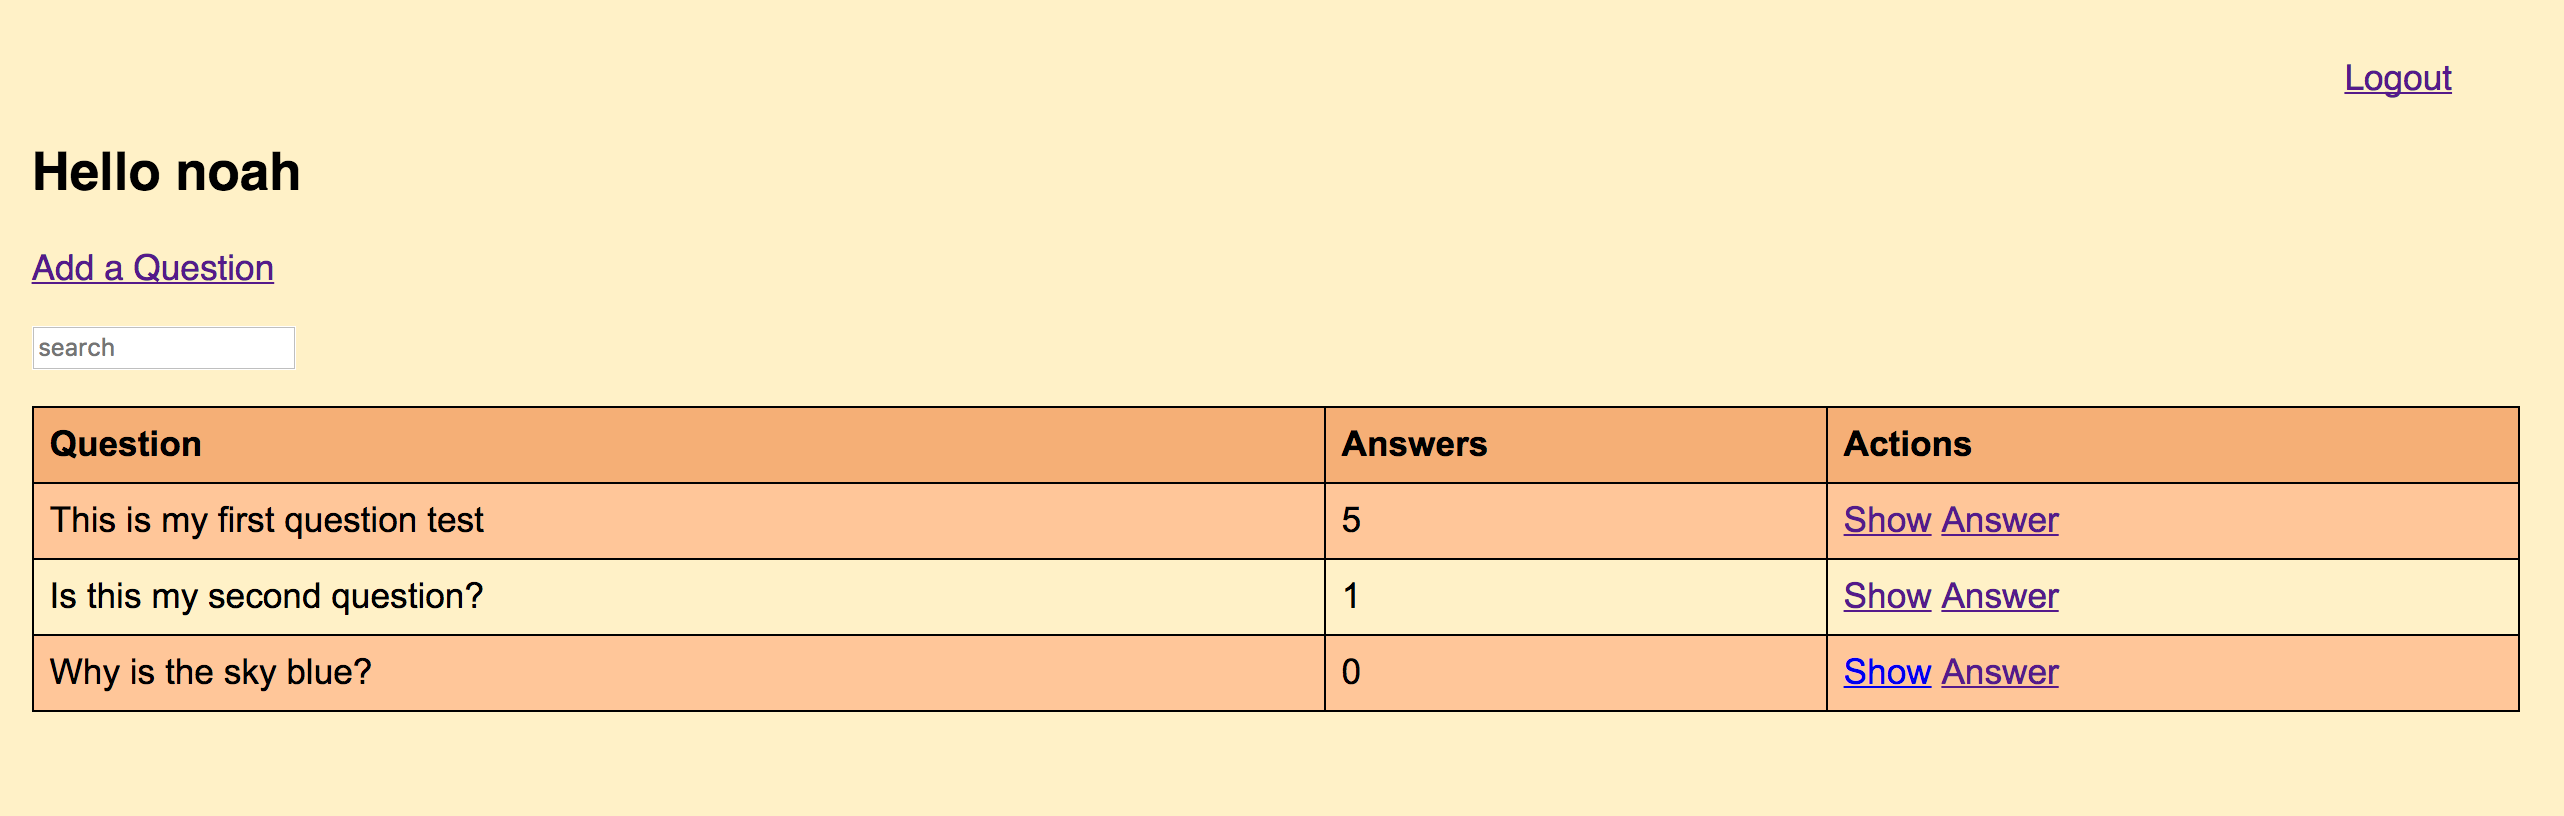 Logout
Hello noah
Add a Question
search
Question Answers Actions
This is my first question test 5 Show Answer
Is this my second question? 1 Show Answer
Why is the sky blue? 0 Show Answer